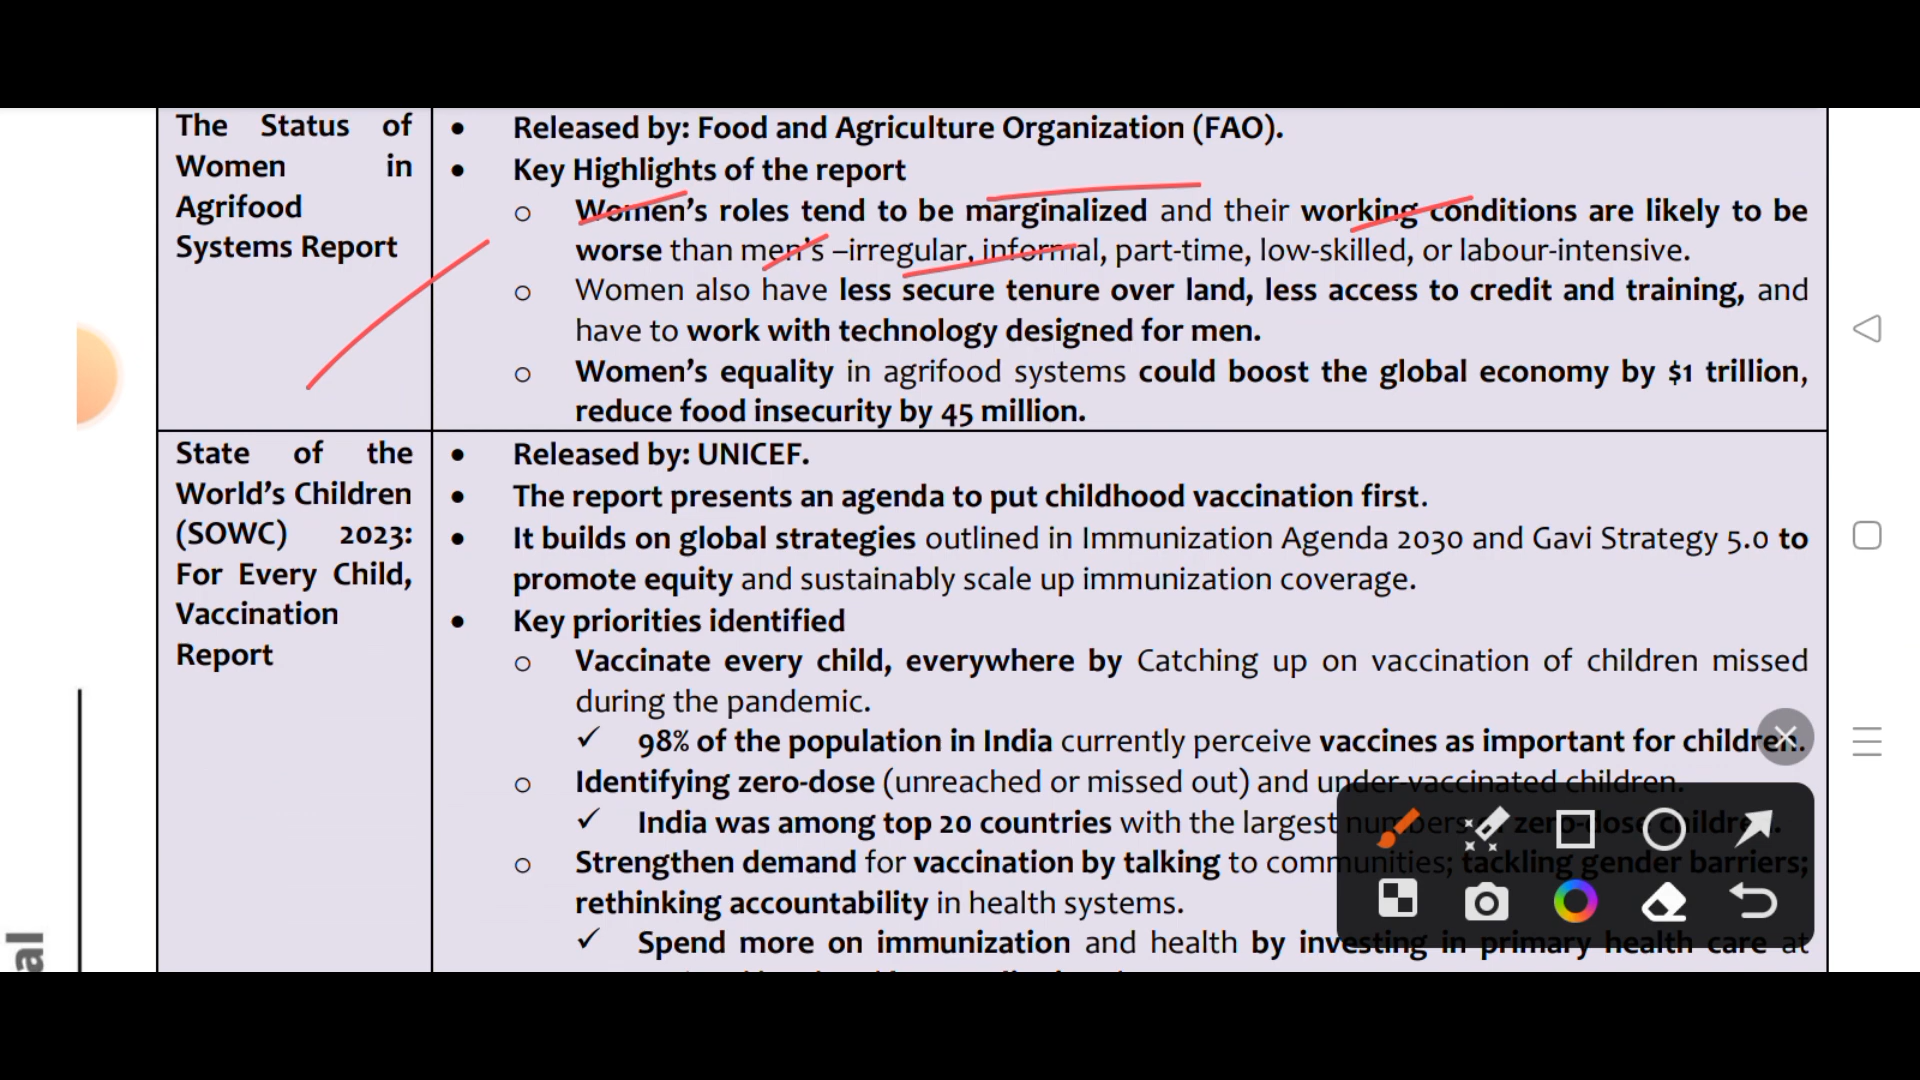 The Status of
Women in
Agrifood
Systems Report
• Released by: Food and Agriculture Organization (FAO).
• Key Highlights of the report
o Women's roles tend to be marginalized and their working conditions are likely to be
worse than men's –irregular, informal, part-time, low-skilled, or labour-intensive.
o Women also have less secure tenure over land, less access to credit and training, and
have to work with technology designed for men.
o Women's equality in agrifood systems could boost the global economy by $1 trillion,
reduce food insecurity by 45 million.
State of the
World's Children
(SOWC) 2023:
For Every Child,
Vaccination
Report
• Released by: UNICEF.
• The report presents an agenda to put childhood vaccination first.
• It builds on global strategies outlined in Immunization Agenda 2030 and Gavi Strategy 5.0 to
promote equity and sustainably scale up immunization coverage.
• Key priorities identified
o Vaccinate every child, everywhere by Catching up on vaccination of children missed
during the pandemic.
✓ 98% of the population in India currently perceive vaccines as important for children.
o Identifying zero-dose (unreached or missed out) and under-vaccinated children.
✓ India was among top 20 countries with the largest numbers of zero-dose children.
o Strengthen demand for vaccination by talking to communities; tackling gender barriers;
rethinking accountability in health systems.
✓ Spend more on immunization and health by investing in primary health care at
al